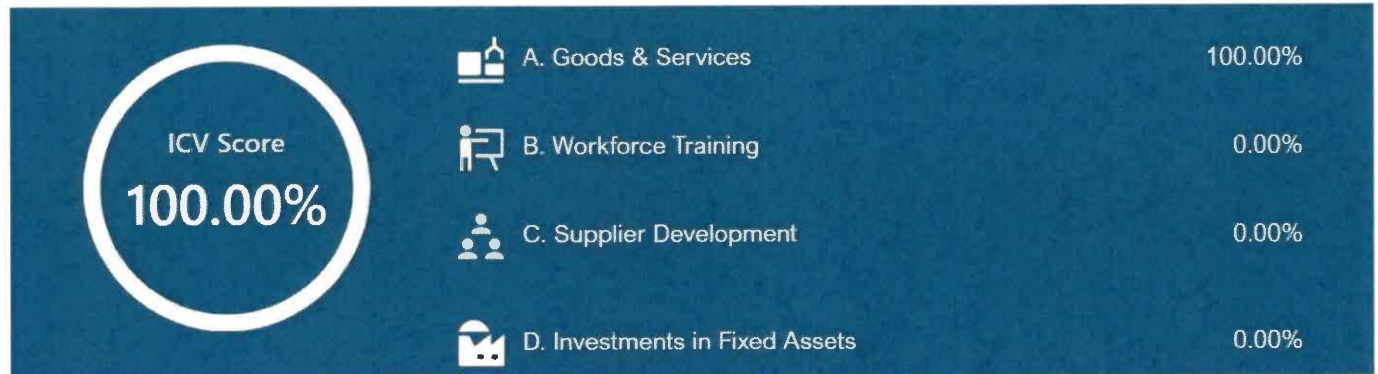 ICV Score
100.00%
A. Goods & Services 100.00%
B. Workforce Training 0.00%
C. Supplier Development 0.00%
D. Investments in Fixed Assets 0.00%